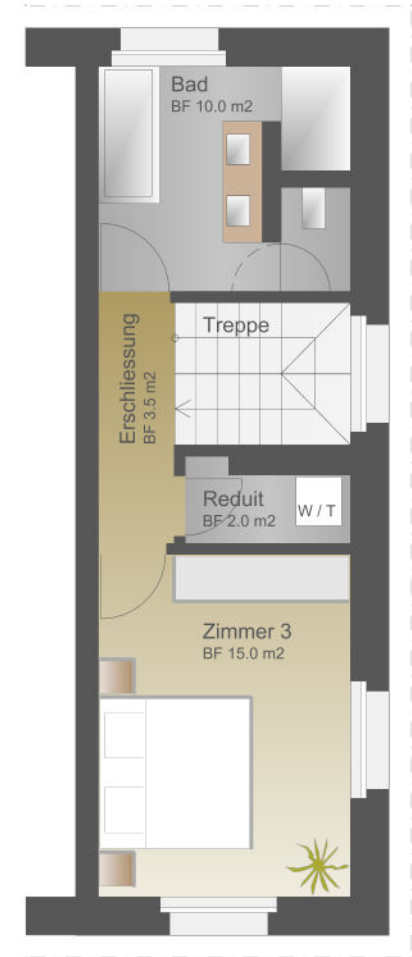 Bad
BF 10.0 m2
Treppe
Erschliessung
BF 3.5 m2
Reduit
BF 2.0 m2
W / T
Zimmer 3
BF 15.0 m2